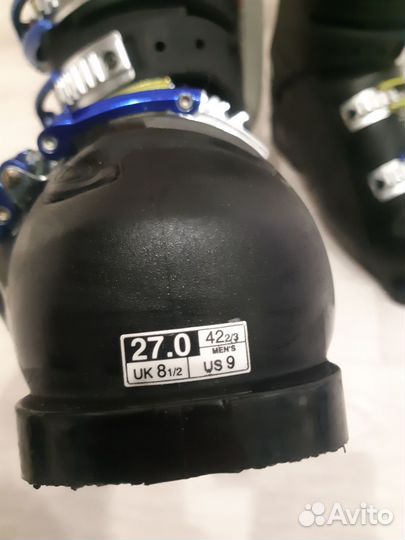 27.0 42 2/3
MEN'S
UK 8 1/2 US 9
Avito